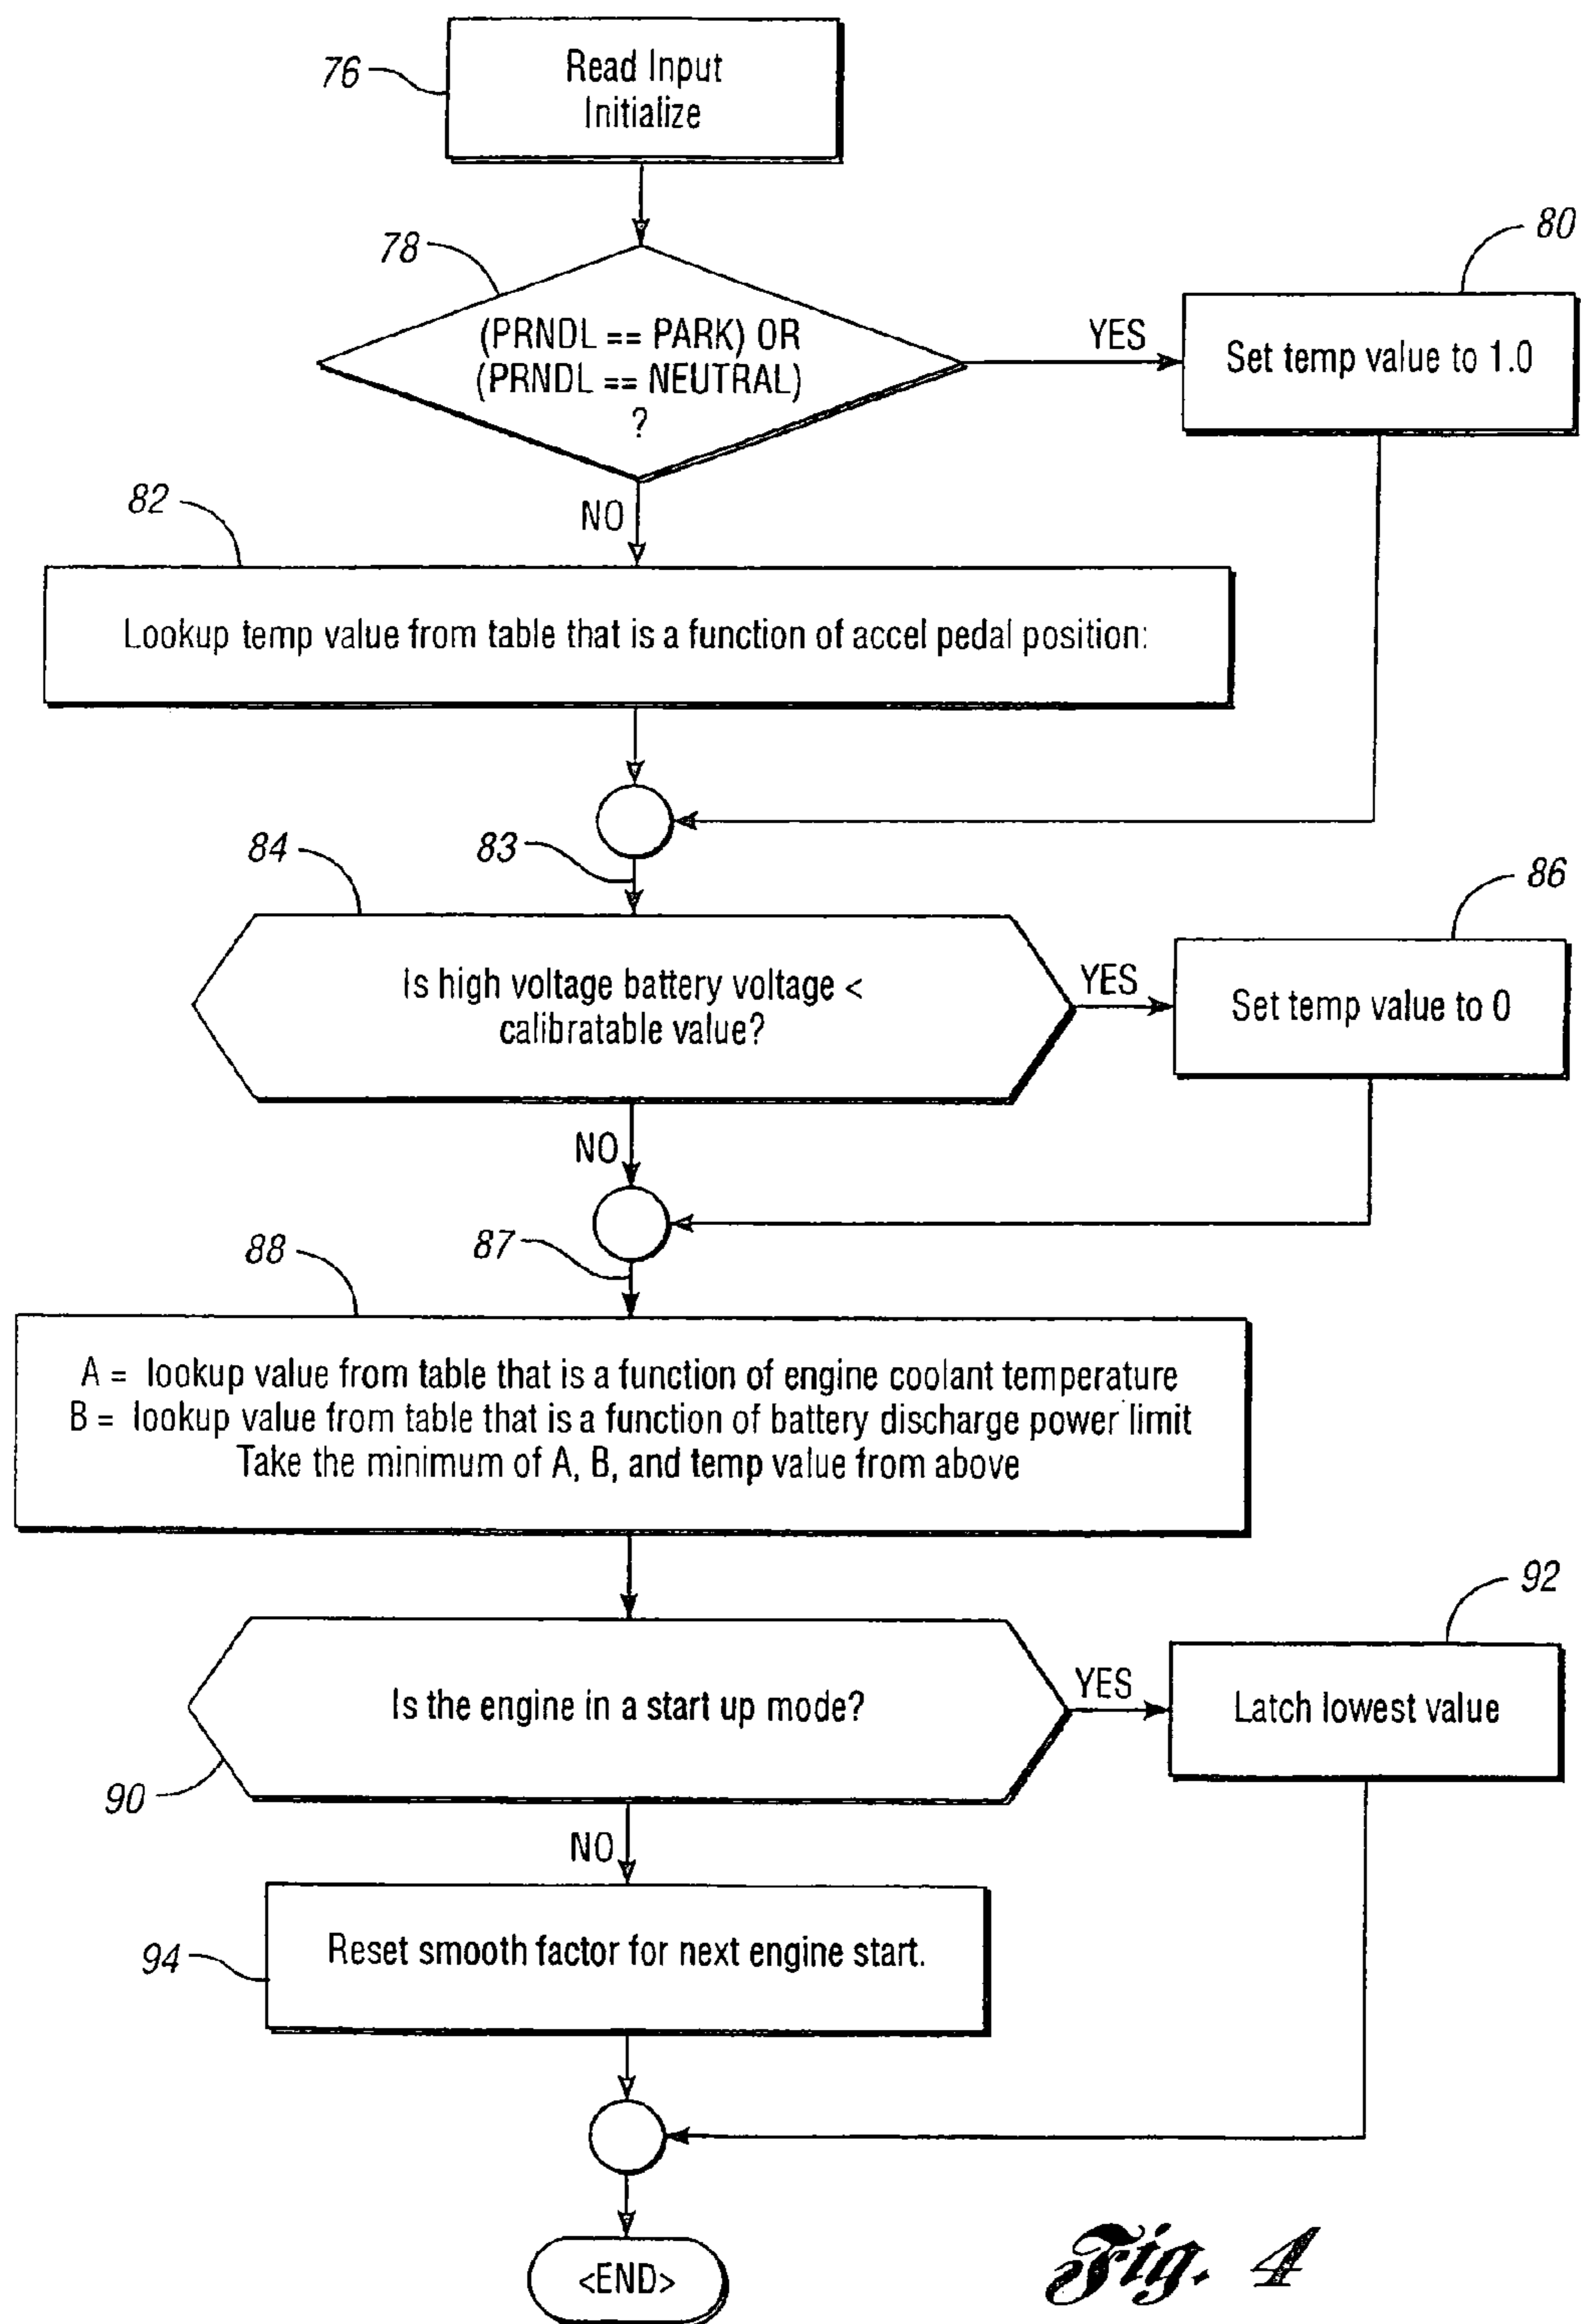 76
Read Input
Initialize
78
(PRNDL == PARK) OR
(PRNDL == NEUTRAL)
?
YES
80
Set temp value to 1.0
NO
82
Lookup temp value from table that is a function of accel pedal position:
83
84
Is high voltage battery voltage <
calibratable value?
YES
86
Set temp value to 0
NO
87
88
A = lookup value from table that is a function of engine coolant temperature
B = lookup value from table that is a function of battery discharge power limit
Take the minimum of A, B, and temp value from above
90
Is the engine in a start up mode?
YES
92
Latch lowest value
NO
94
Reset smooth factor for next engine start.
<END>
Fig. 4